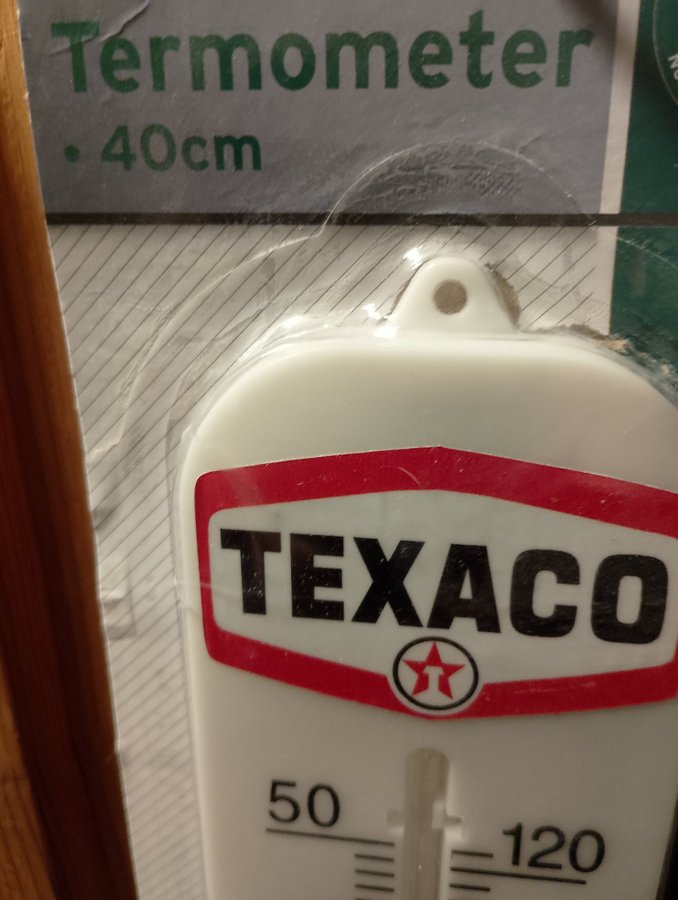 Termometer
• 40cm
TEXACO
T
50
120